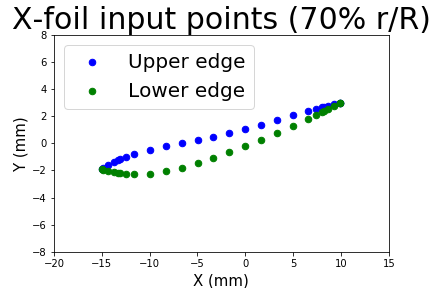 X-foil input points (70% r/R)
8
6
4
2
0
−2
−4
−6
−8
Y (mm)
Upper edge
Lower edge
−20 −15 −10 −5 0 5 10 15
X (mm)